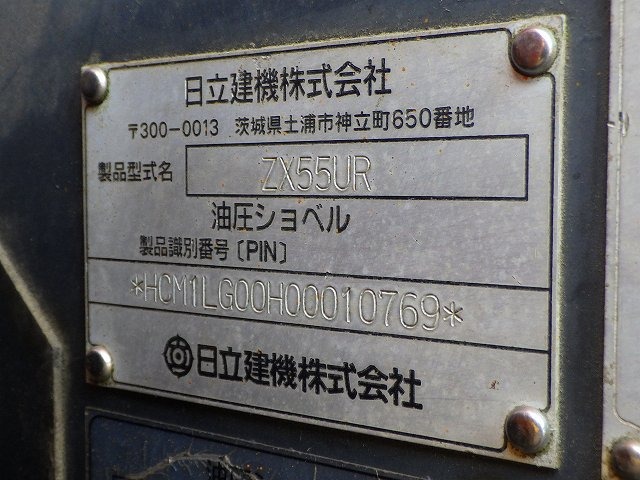 日立建機株式会社
〒300-0013 茨城県土浦市神立町650番地
製品型式名 ZX55UR
油圧ショベル
製品識別番号〔PIN〕
*HCM1LG00H00010769*
日立建機株式会社